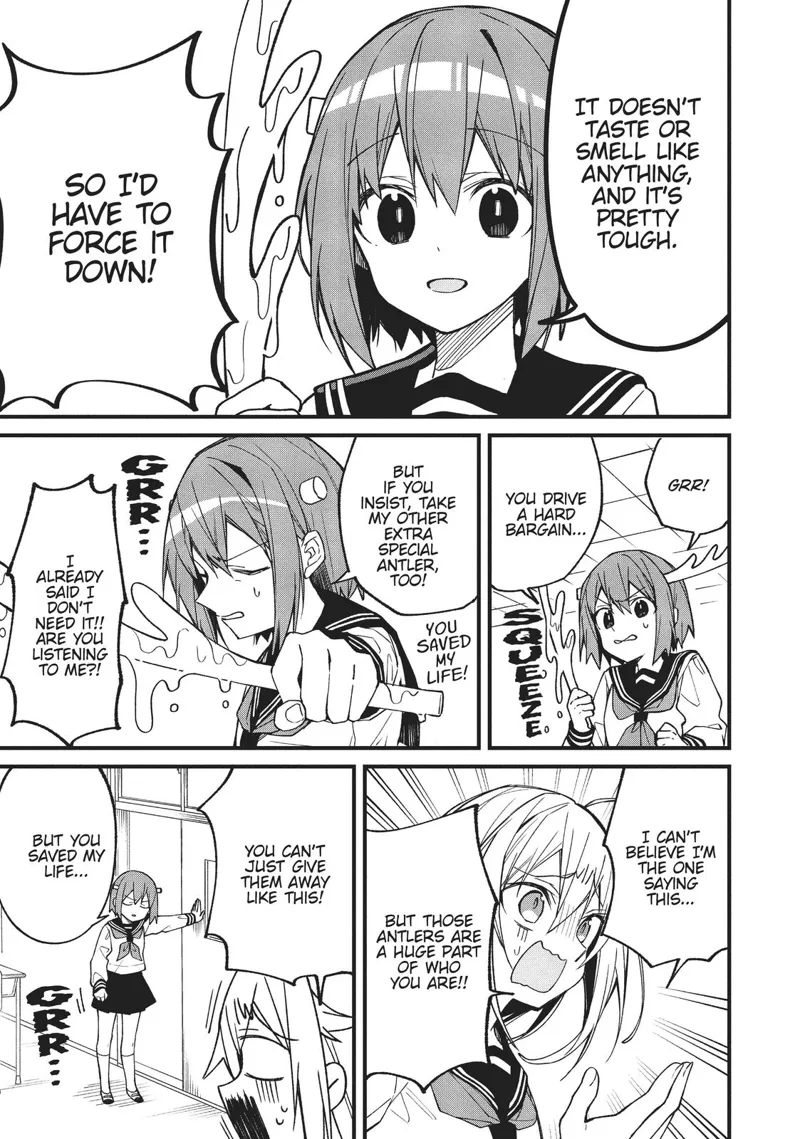 IT DOESN'T
TASTE OR
SMELL LIKE
ANYTHING,
AND IT'S
PRETTY
TOUGH.
SO I'D
HAVE TO
FORCE IT
DOWN!
GRR!
YOU DRIVE
A HARD
BARGAIN...
SQUEEZE
BUT
IF YOU
INSIST, TAKE
MY OTHER
EXTRA
SPECIAL
ANTLER,
TOO!
YOU
SAVED
MY
LIFE!
GRR...
I
ALREADY
SAID I
DON'T
NEED IT!!
ARE YOU
LISTENING
TO ME?!
I CAN'T
BELIEVE I'M
THE ONE
SAYING
THIS...
BUT THOSE
ANTLERS ARE
A HUGE PART
OF WHO
YOU ARE!!
YOU CAN'T
JUST GIVE
THEM AWAY
LIKE THIS!
BUT YOU
SAVED MY
LIFE...
GRR...